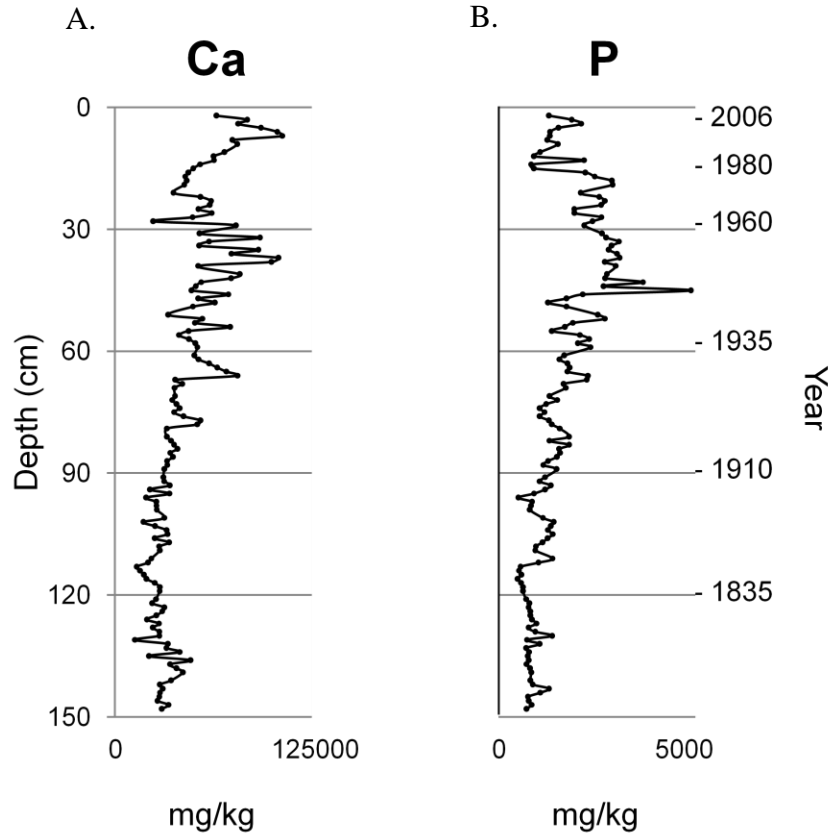 A.
B.
Ca
P
0
30
60
90
120
150
Depth (cm)
- 2006
- 1980
- 1960
- 1935
- 1910
- 1835
Year
0
125000
0
5000
mg/kg
mg/kg